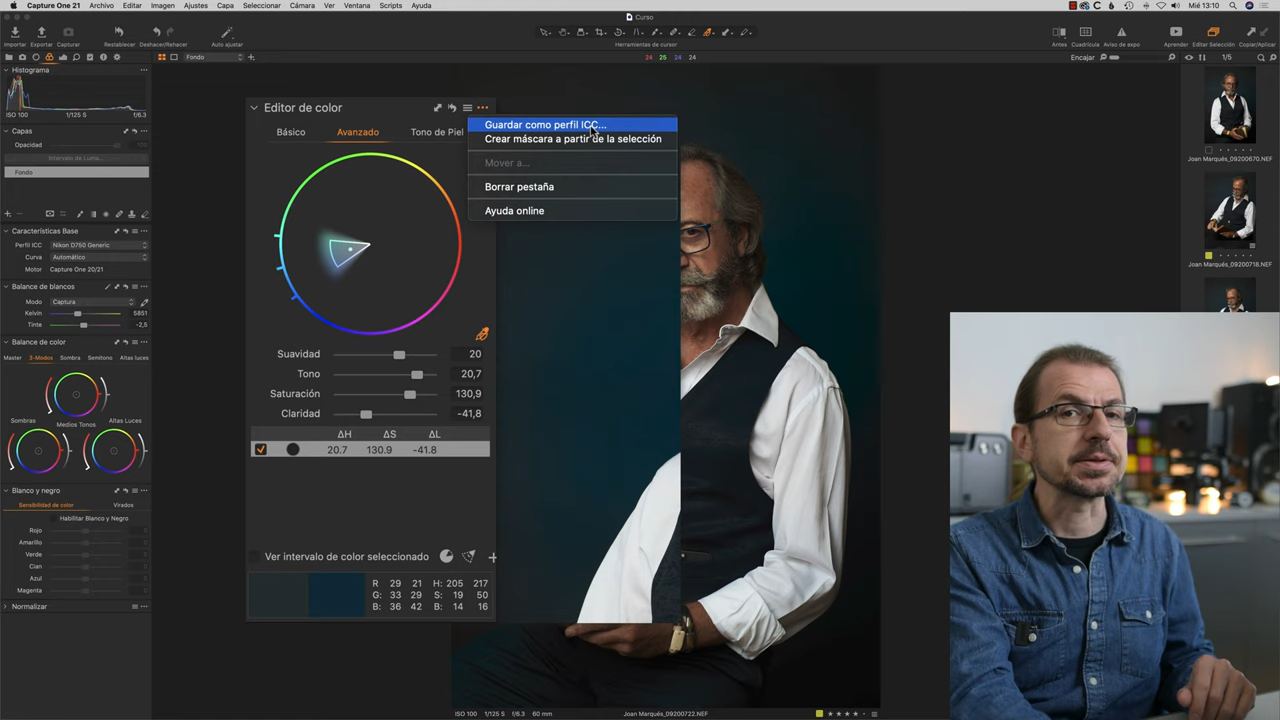 Capture One 21 Archivo Editar Imagen Ajustes Capa Seleccionar Cámara Ver Ventana Scripts Ayuda
Mié 13:10
Curso
Importar Exportar Capturar Restablecer Deshacer/Rehacer Auto ajustar
Herramientas de cursor
Antes Cuadrícula Aviso de expo. Aprender Editar Selección Copiar/Aplicar
Fondo
24 25 24 24
Encajar
1/5
Histograma
ISO 100 1/125 S f/6.3
Capas
Opacidad 100
Intervalo de Luma...
Fondo
Características Base
Perfil ICC Nikon D750 Generic
Curva Automático
Motor Capture One 20/21
Balance de blancos
Modo Captura
Kelvin 5851
Tinte -2,5
Balance de color
Master 3-Modos Sombra Semitono Altas luces
Sombras Medios Tonos Altas Luces
Blanco y negro
Sensibilidad de color Virados
Habilitar Blanco y Negro
Rojo
Amarillo
Verde
Cian
Azul
Magenta
Normalizar
Editor de color
Básico Avanzado Tono de Piel
Suavidad 20
Tono 20,7
Saturación 130,9
Claridad -41,8
ΔH ΔS ΔL
20.7 130.9 -41.8
Ver intervalo de color seleccionado
R 29 21 H: 205 217
G: 33 29 S: 19 50
B: 36 42 B: 14 16
Guardar como perfil ICC...
Crear máscara a partir de la selección
Mover a...
Borrar pestaña
Ayuda online
Joan Marqués_09200670.NEF
Joan Marqués_09200718.NEF
ISO 100 1/125 S f/6.3 60 mm Joan Marqués_09200722.NEF